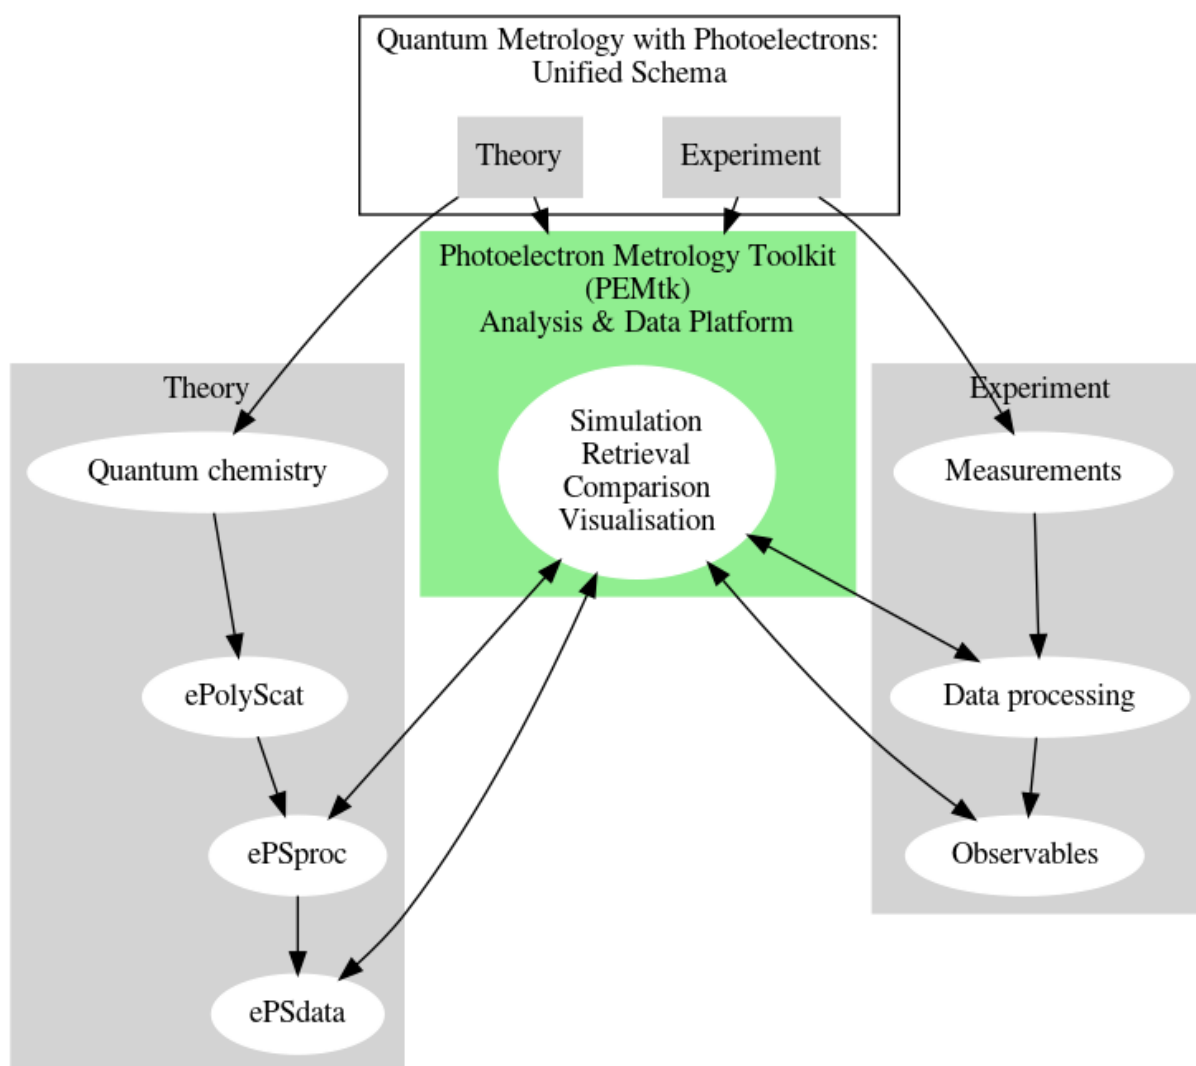 Quantum Metrology with Photoelectrons:
Unified Schema
Theory
Experiment
Photoelectron Metrology Toolkit
(PEMtk)
Analysis & Data Platform
Simulation
Retrieval
Comparison
Visualisation
Theory
Quantum chemistry
ePolyScat
ePSproc
ePSdata
Experiment
Measurements
Data processing
Observables